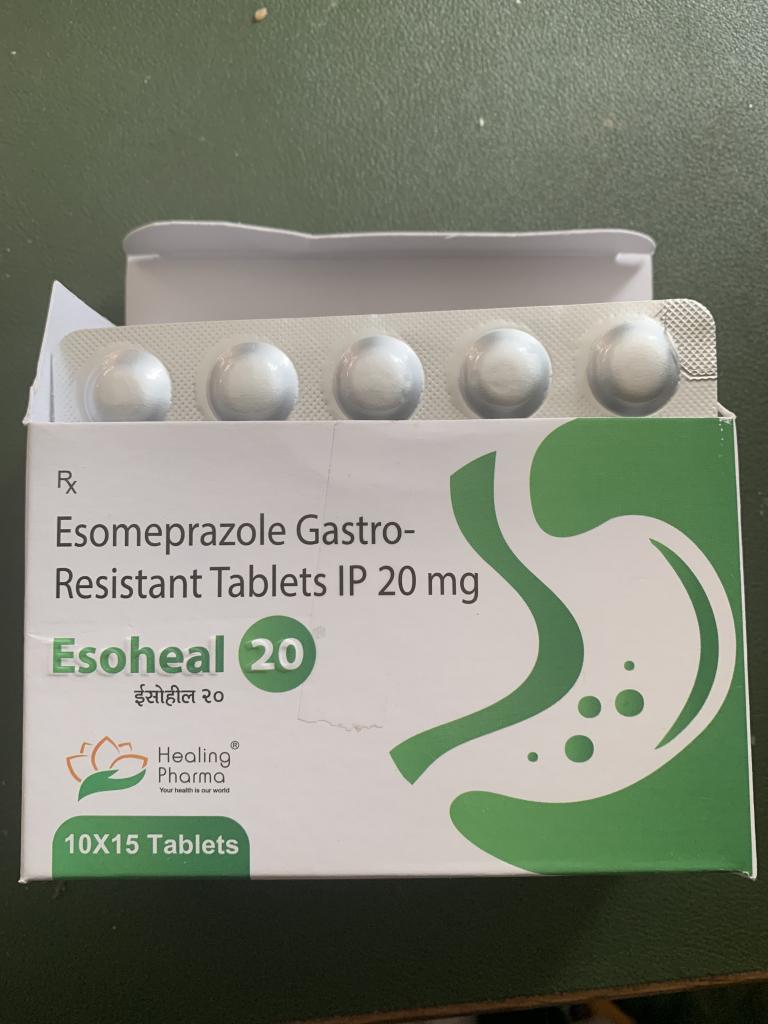 Rx
Esomeprazole Gastro-
Resistant Tablets IP 20 mg
Esoheal 20
ईसोहील २०
Healing®
Pharma
Your health is our world
10X15 Tablets